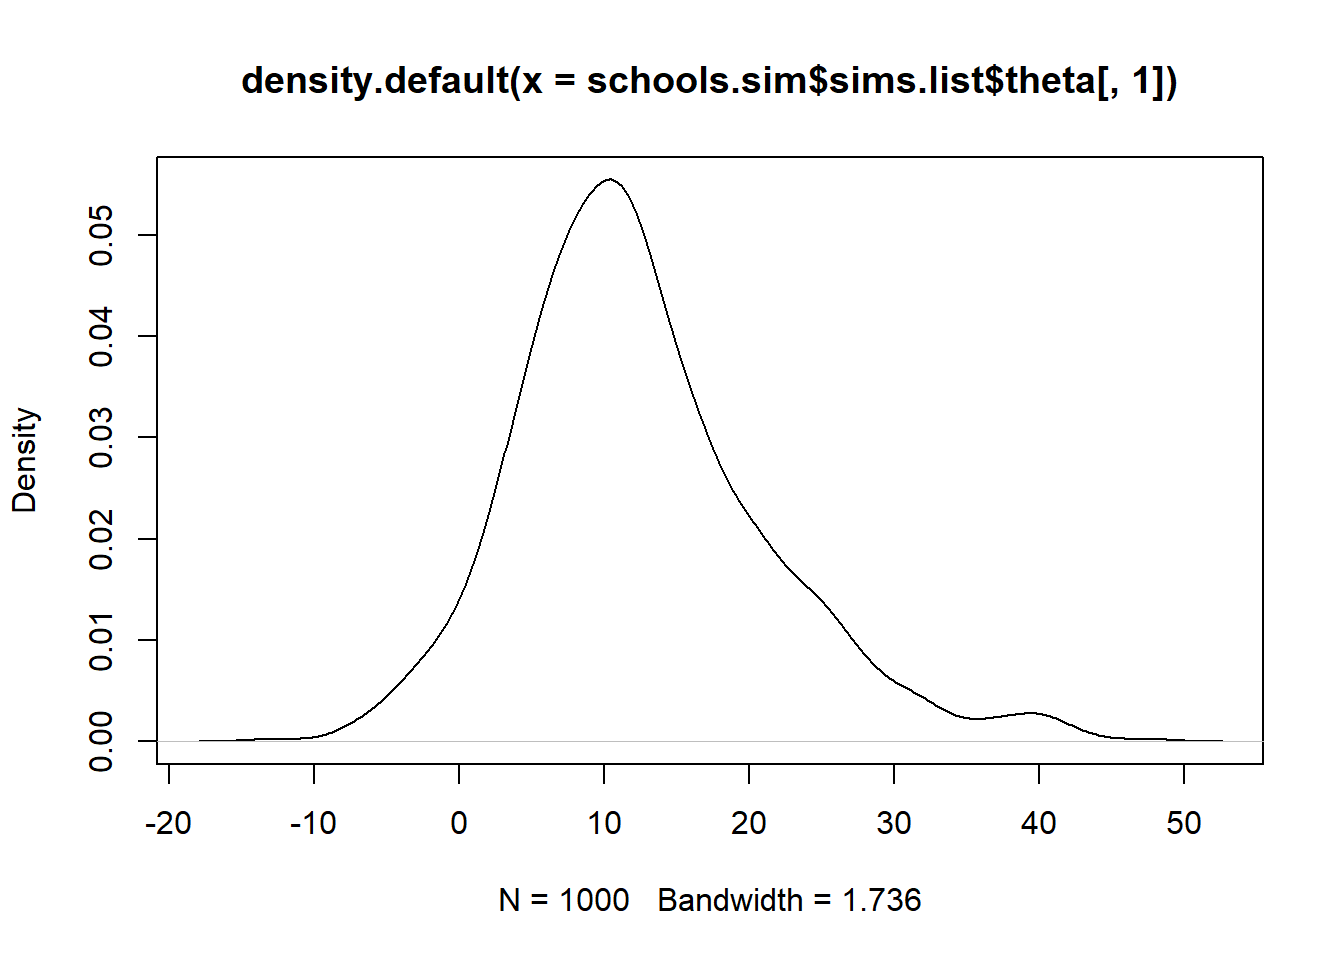 density.default(x = schools.sim$sims.list$theta[, 1])
Density
0.05
0.04
0.03
0.02
0.01
0.00
-20 -10 0 10 20 30 40 50
N = 1000 Bandwidth = 1.736